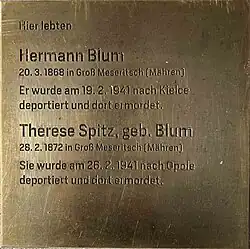 Hier lebten
Hermann Blum
20. 3. 1868 in Groß Meseritsch (Mähren)
Er wurde am 19. 2. 1941 nach Kielce
deportiert und dort ermordet.
Therese Spitz, geb. Blum
26. 2. 1872 in Groß Meseritsch (Mähren)
Sie wurde am 26. 2. 1941 nach Opole
deportiert und dort ermordet.